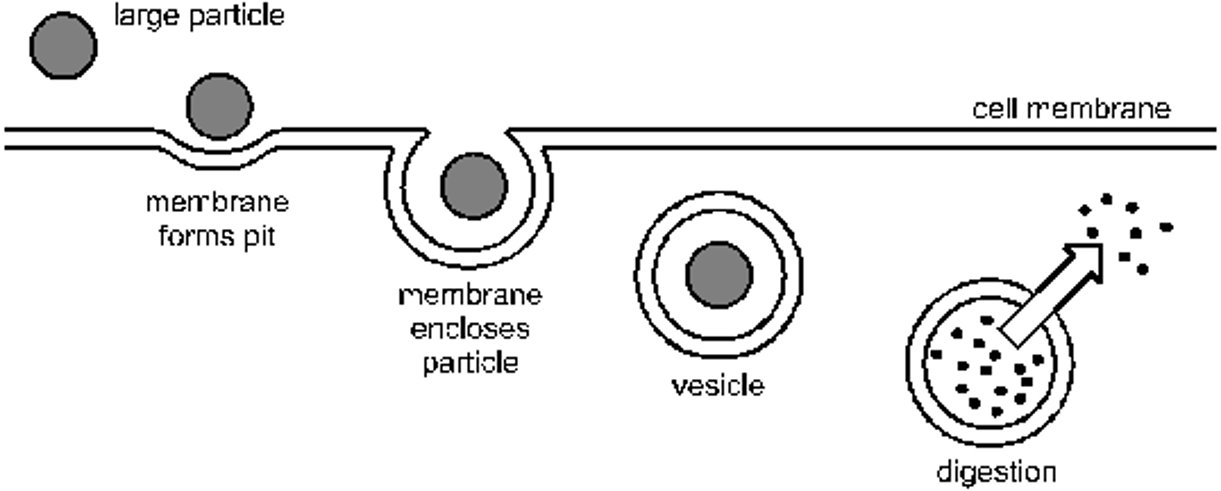 large particle
cell membrane
membrane
forms pit
membrane
encloses
particle
vesicle
digestion